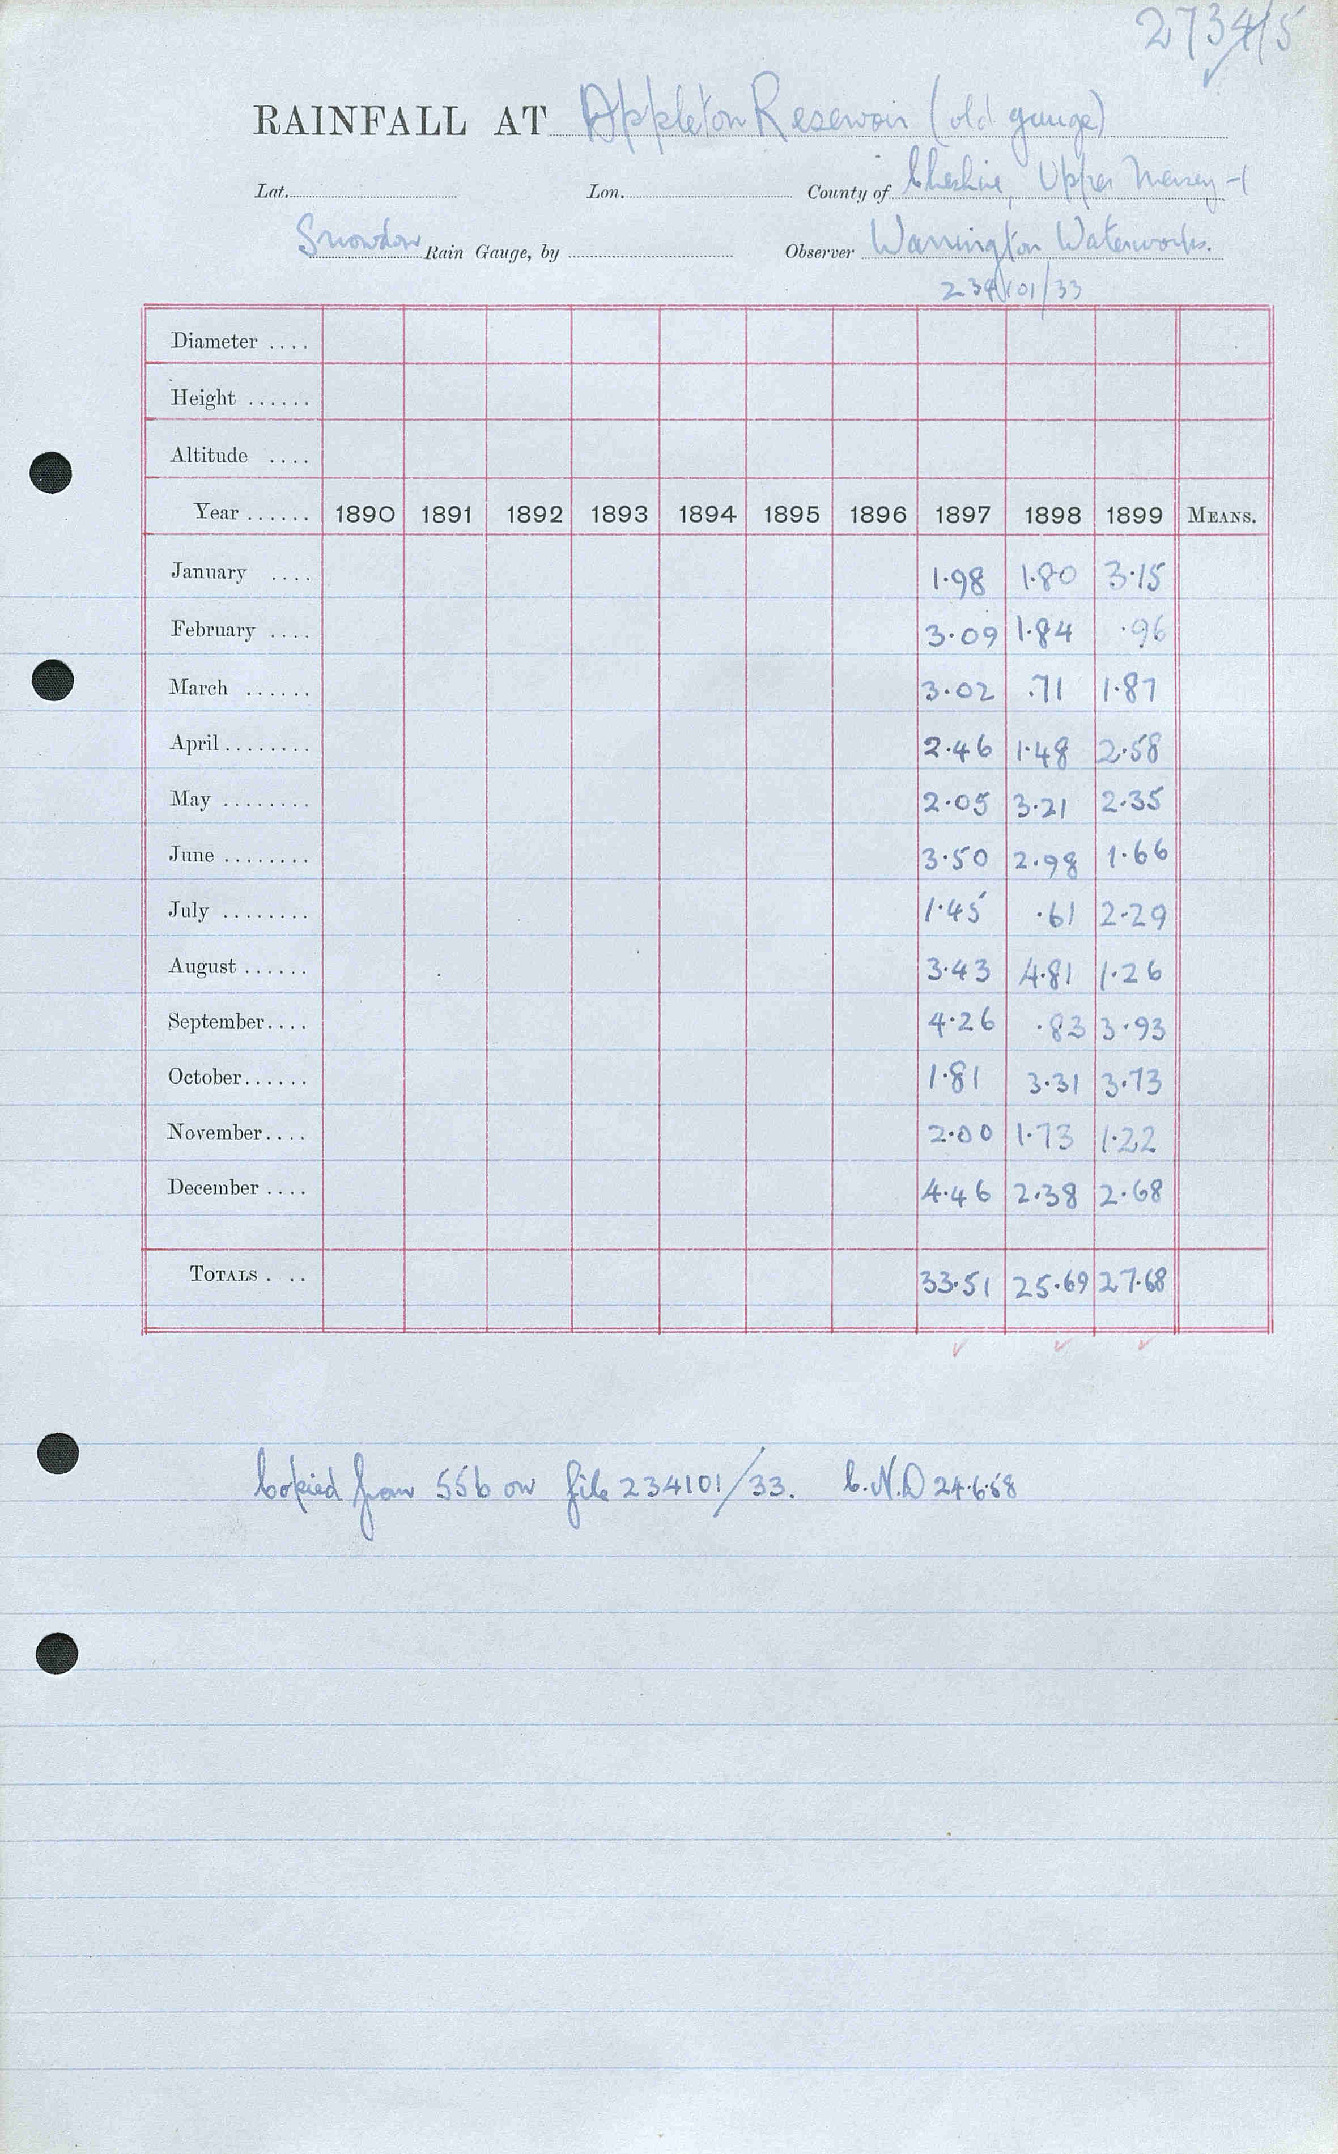 2734/5
RAINFALL AT Appleton Reservoir (old gauge)
Lat. Lon. County of Cheshire, Upper Mersey-1
Snowdon Rain Gauge, by Observer Warrington Waterworks.
234101/33
Diameter ....
Height ......
Altitude ....
Year ...... 1890 1891 1892 1893 1894 1895 1896 1897 1898 1899 MEANS.
January .... 1.98 1.80 3.15
February .... 3.09 1.84 .96
March ...... 3.02 .71 1.87
April ........ 2.46 1.48 2.58
May ........ 2.05 3.21 2.35
June ........ 3.50 2.98 1.66
July ........ 1.45 .61 2.29
August ...... 3.43 4.81 1.26
September.... 4.26 .83 3.93
October...... 1.81 3.31 3.73
November.... 2.00 1.73 1.22
December .... 4.46 2.38 2.68
TOTALS . .. 33.51 25.69 27.68
Copied from 55b on file 234101/33. C.N.D 24.6.58